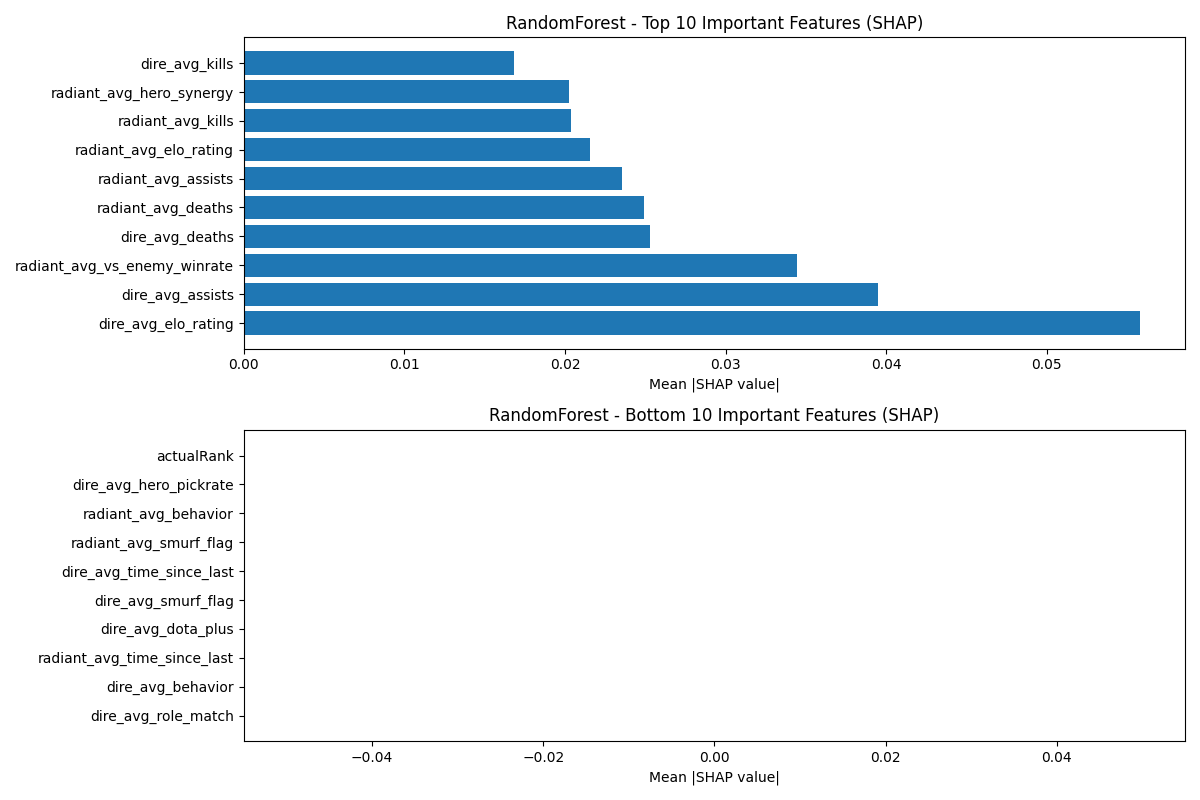 RandomForest - Top 10 Important Features (SHAP)
dire_avg_kills
radiant_avg_hero_synergy
radiant_avg_kills
radiant_avg_elo_rating
radiant_avg_assists
radiant_avg_deaths
dire_avg_deaths
radiant_avg_vs_enemy_winrate
dire_avg_assists
dire_avg_elo_rating
0.00 0.01 0.02 0.03 0.04 0.05
Mean |SHAP value|
RandomForest - Bottom 10 Important Features (SHAP)
actualRank
dire_avg_hero_pickrate
radiant_avg_behavior
radiant_avg_smurf_flag
dire_avg_time_since_last
dire_avg_smurf_flag
dire_avg_dota_plus
radiant_avg_time_since_last
dire_avg_behavior
dire_avg_role_match
−0.04 −0.02 0.00 0.02 0.04
Mean |SHAP value|